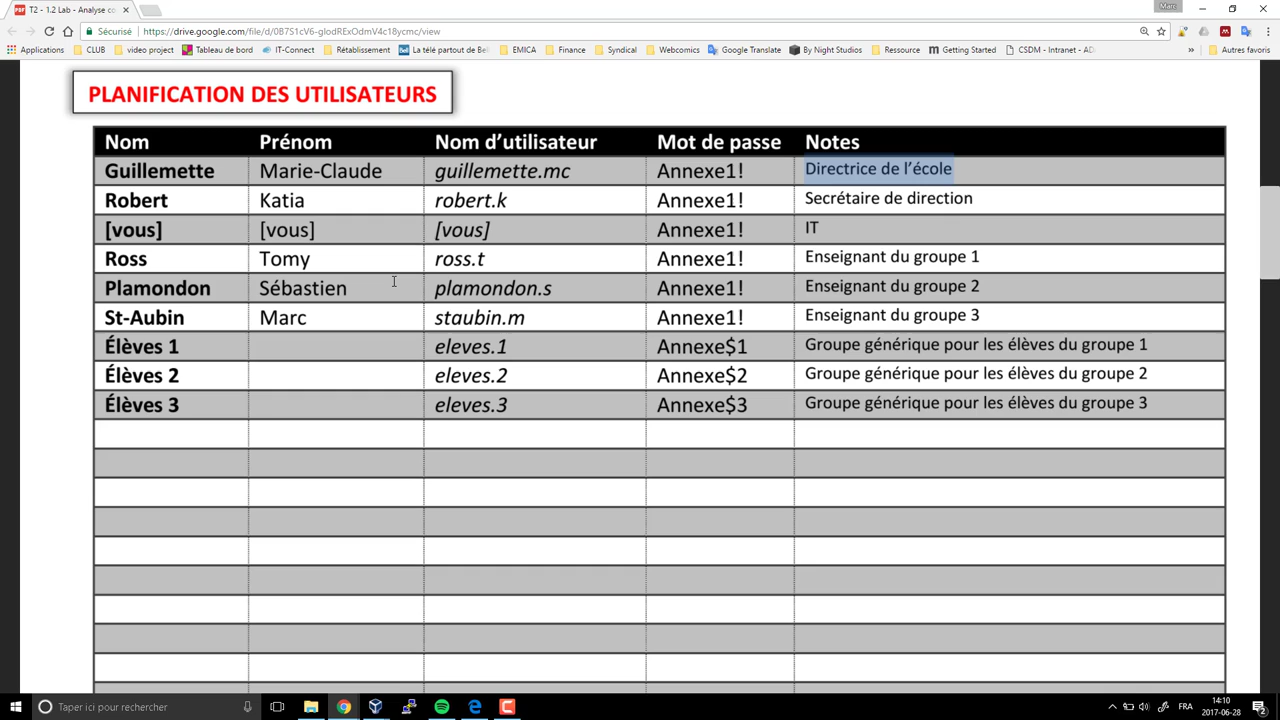 T2 - 1.2 Lab - Analyse co
Marc
Sécurisé
https://drive.google.com/file/d/0B7S1cV6-glodRExOdmV4c18ycmc/view
Applications CLUB video project Tableau de bord IT-Connect Rétablissement La télé partout de Bel EMICA Finance Syndical Webcomics Google Translate By Night Studios Ressource Getting Started CSDM - Intranet - AD » Autres favoris
PLANIFICATION DES UTILISATEURS
Nom Prénom Nom d’utilisateur Mot de passe Notes
Guillemette Marie-Claude guillemette.mc Annexe1! Directrice de l’école
Robert Katia robert.k Annexe1! Secrétaire de direction
[vous] [vous] [vous] Annexe1! IT
Ross Tomy ross.t Annexe1! Enseignant du groupe 1
Plamondon Sébastien plamondon.s Annexe1! Enseignant du groupe 2
St-Aubin Marc staubin.m Annexe1! Enseignant du groupe 3
Élèves 1 eleves.1 Annexe$1 Groupe générique pour les élèves du groupe 1
Élèves 2 eleves.2 Annexe$2 Groupe générique pour les élèves du groupe 2
Élèves 3 eleves.3 Annexe$3 Groupe générique pour les élèves du groupe 3
Taper ici pour rechercher
FRA
14:10
2017-06-28